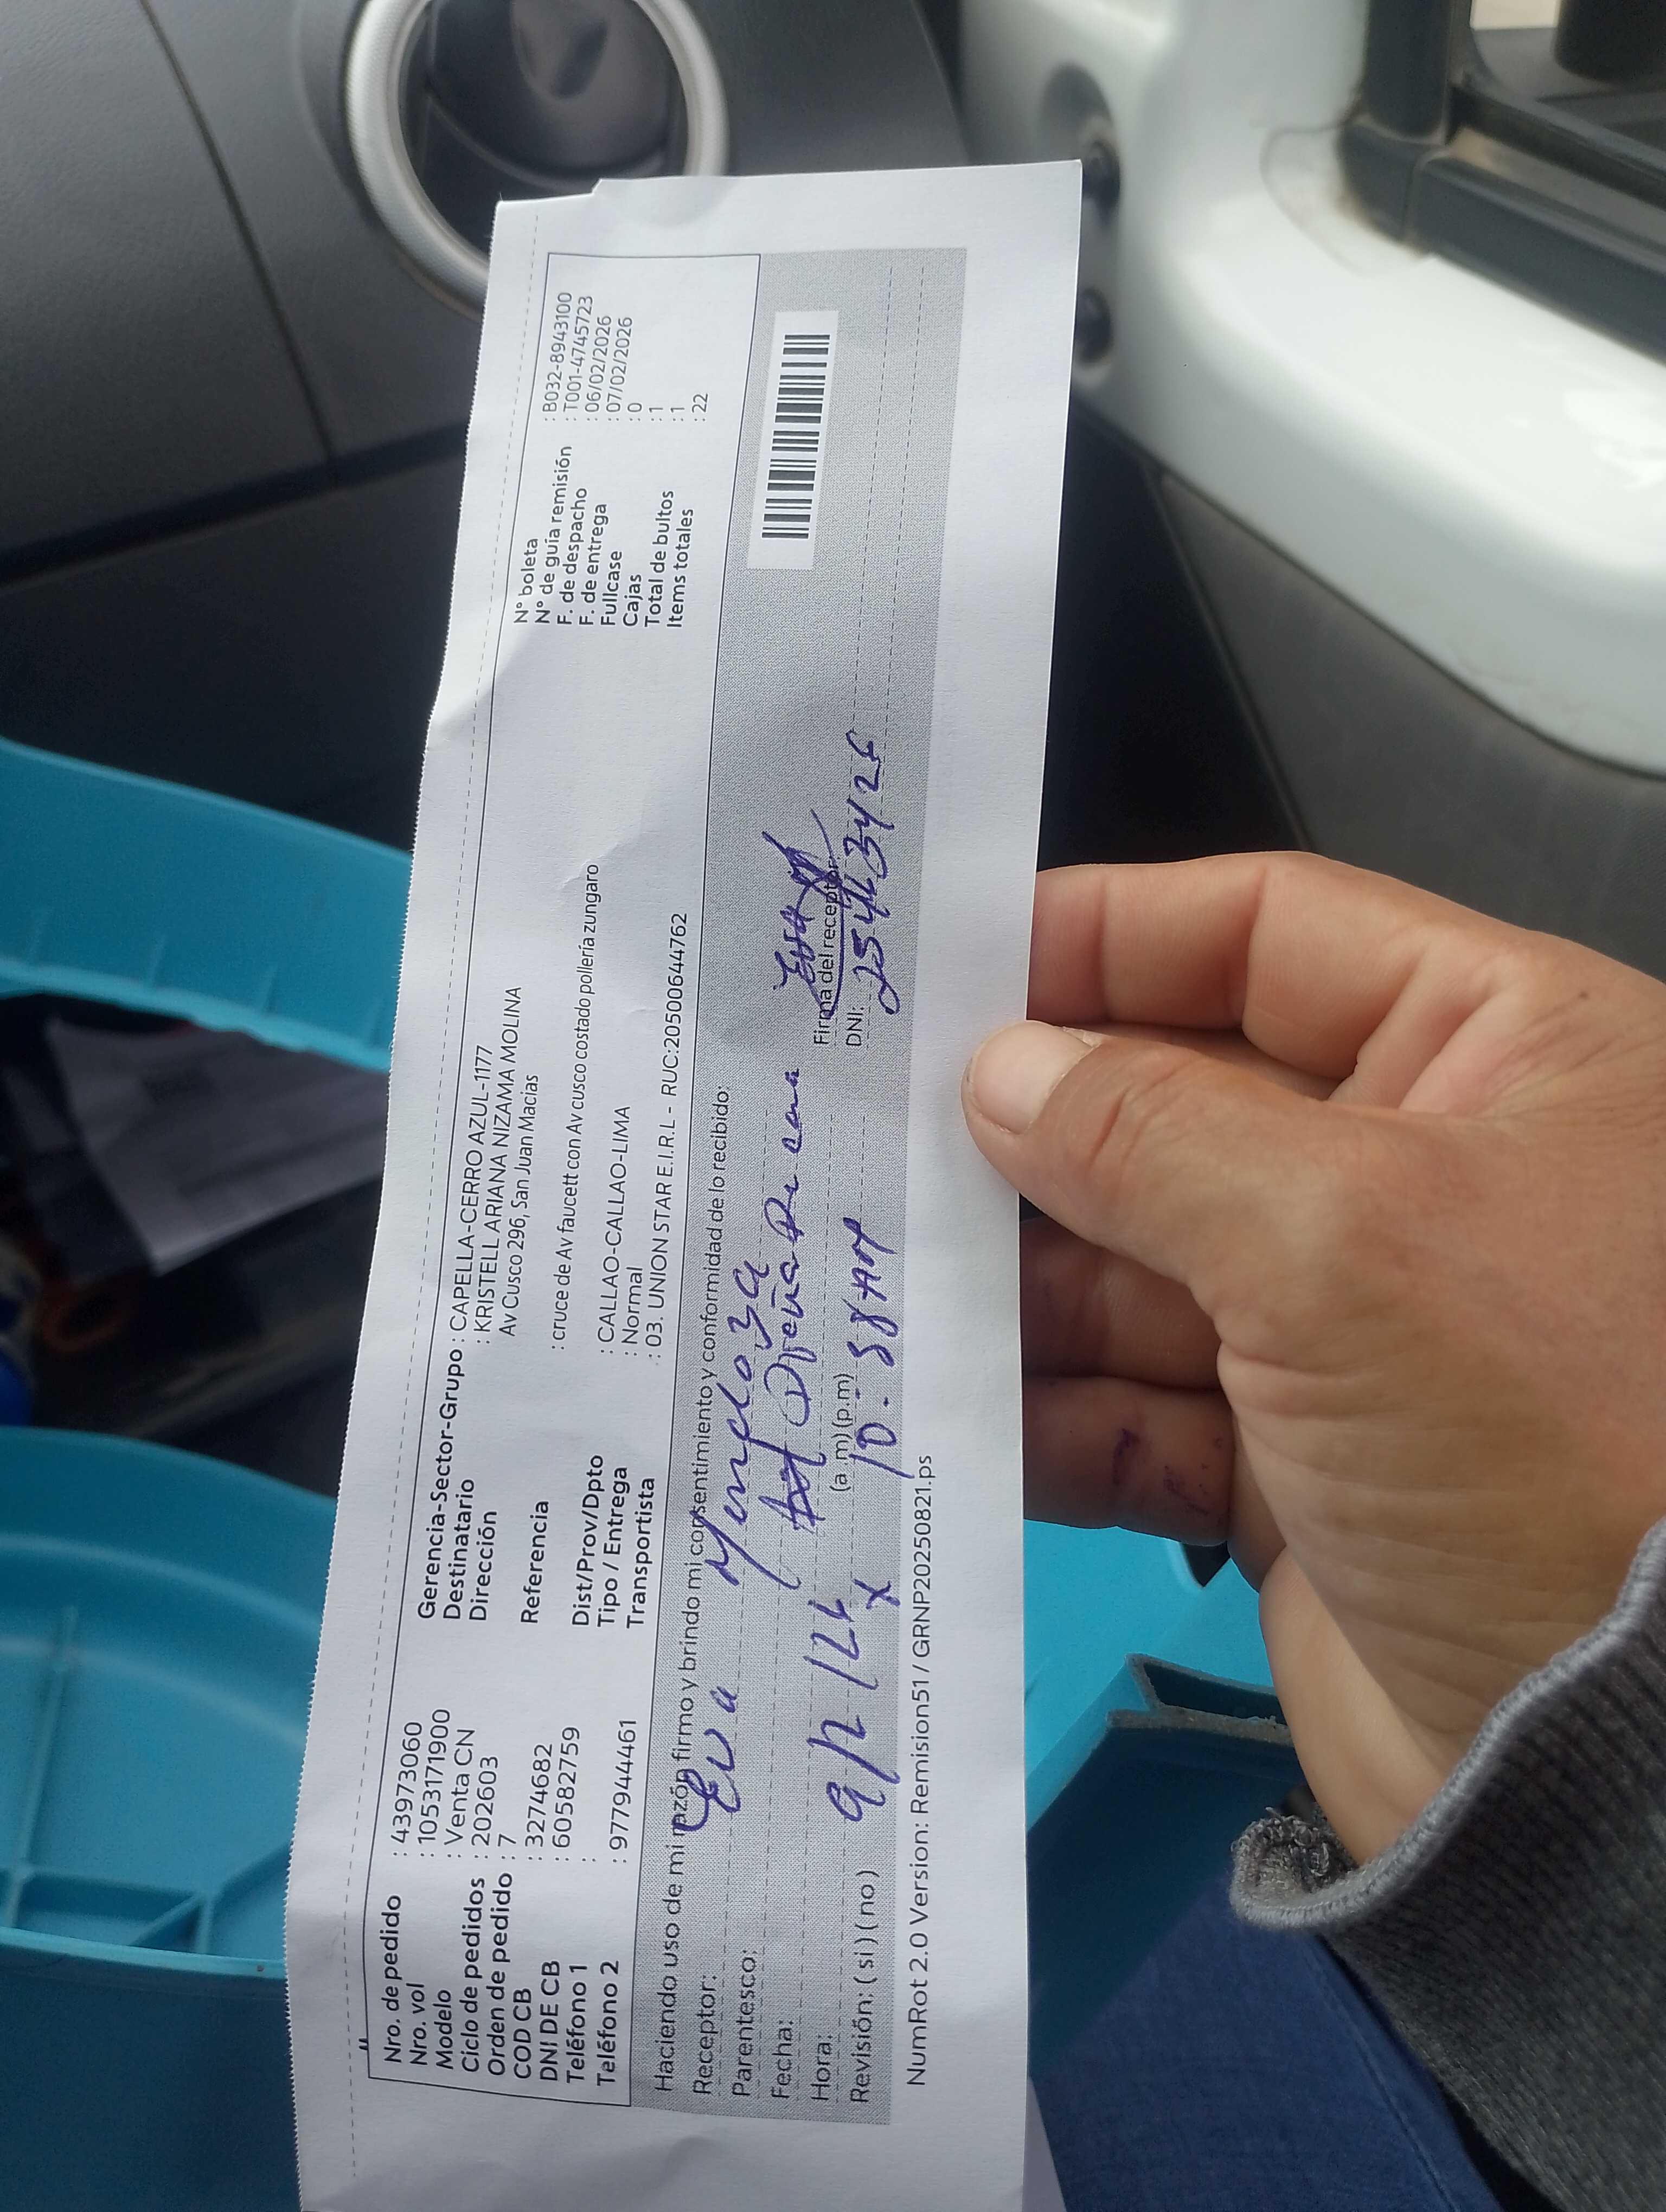 Nro. de pedido : 43973060
Nro. vol : 1053171900
Modelo : Venta CN
Ciclo de pedidos : 202603
Orden de pedido : 7
COD CB : 3274682
DNI DE CB : 60582759
Teléfono 1 :
Teléfono 2 : 977944461
Gerencia-Sector-Grupo : CAPELLA-CERRO AZUL-1177
Destinatario : KRISTELL ARIANA NIZAMA MOLINA
Dirección Av Cusco 296, San Juan Macias
Referencia : cruce de Av faucett con Av cusco costado pollería zungaro
Dist/Prov/Dpto : CALLAO-CALLAO-LIMA
Tipo / Entrega : Normal
Transportista : 03. UNION STAR E.I.R.L - RUC:20500644762
N° boleta : B032-8943100
N° de guía remisión : T001-4745723
F. de despacho : 06/02/2026
F. de entrega : 07/02/2026
Fullcase : 0
Cajas : 1
Total de bultos : 1
Items totales : 22
Haciendo uso de mi razón firmo y brindo mi consentimiento y conformidad de lo recibido:
Receptor: Eva Mendoza
Parentesco: Dueña De casa
Fecha: 9/2/26
Hora: (a.m)(p.m) 10:38 AM
Revisión: (si)(no) X
Firma del receptor:
DNI:
NumRot 2.0 Version: Remision51 / GRNP20250821.ps